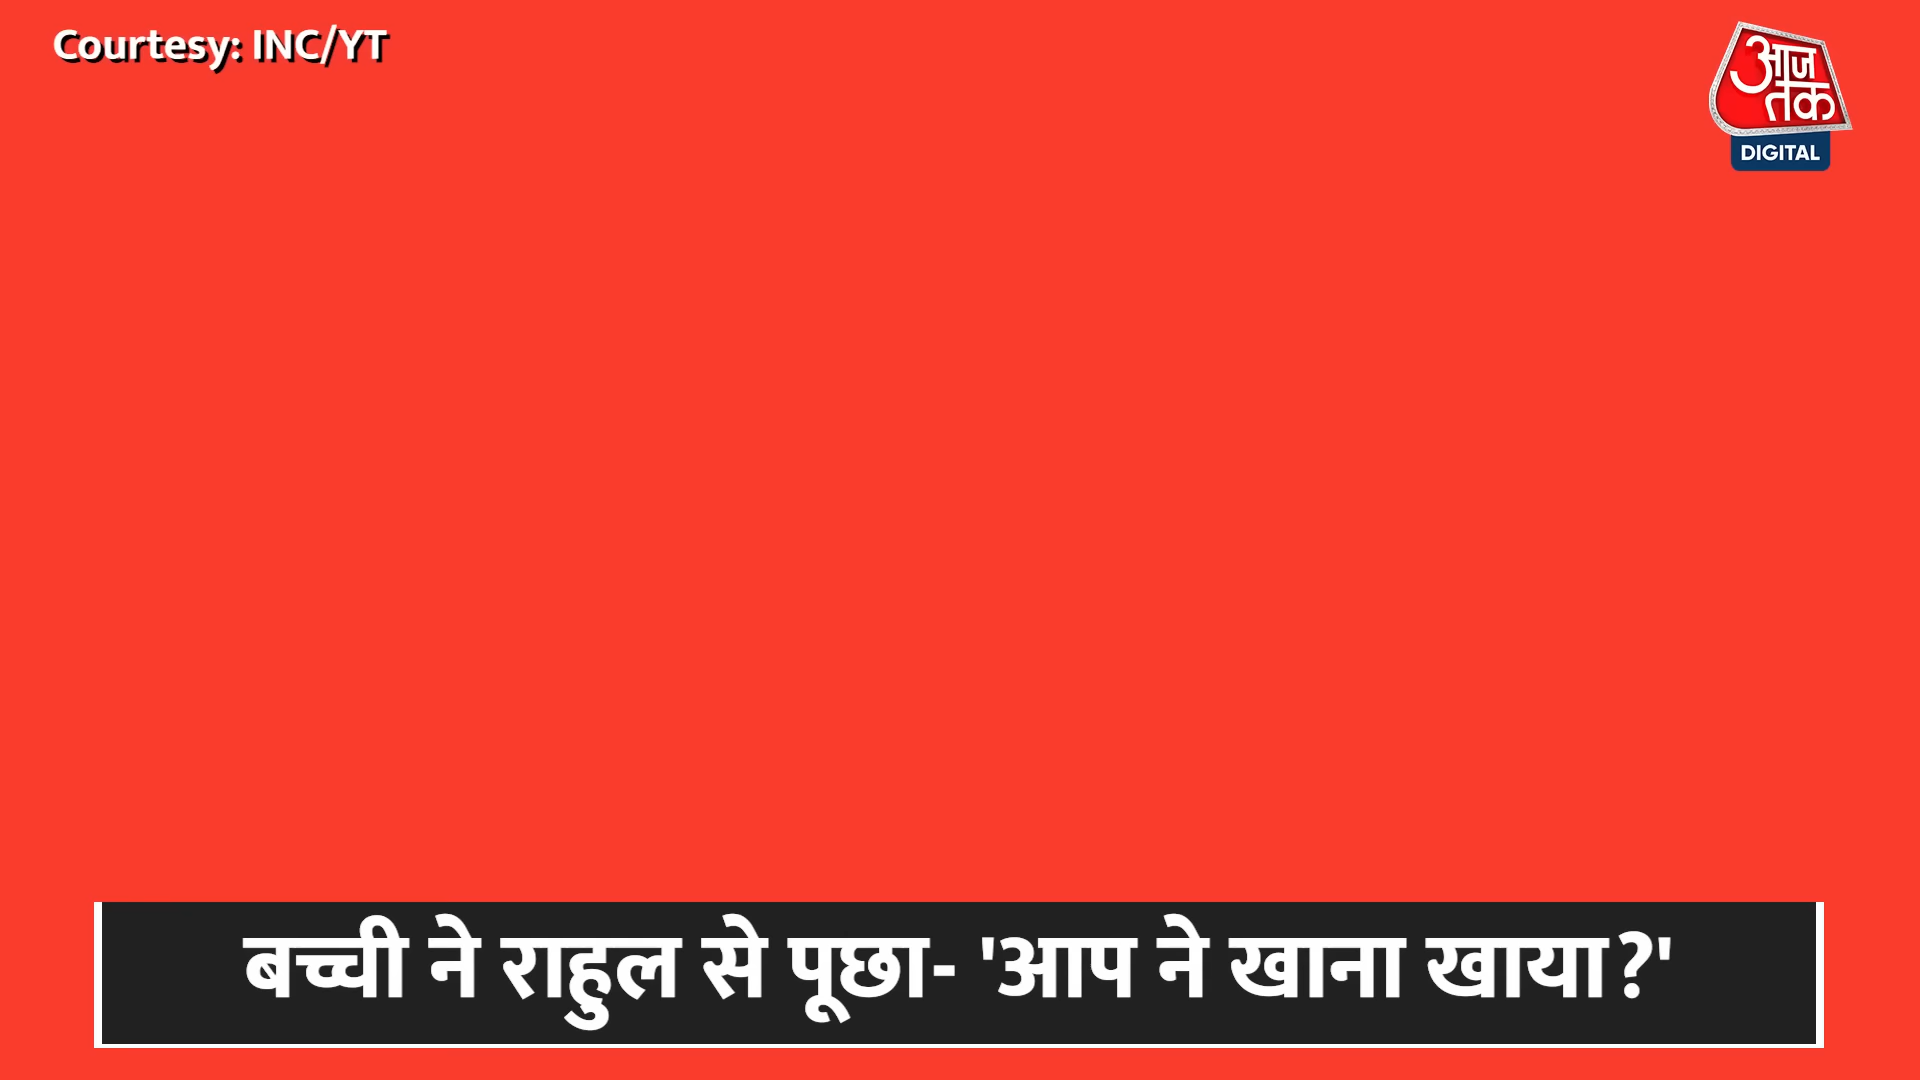 Courtesy: INC/YT
आज
तक
DIGITAL
बच्ची ने राहुल से पूछा- 'आप ने खाना खाया?'